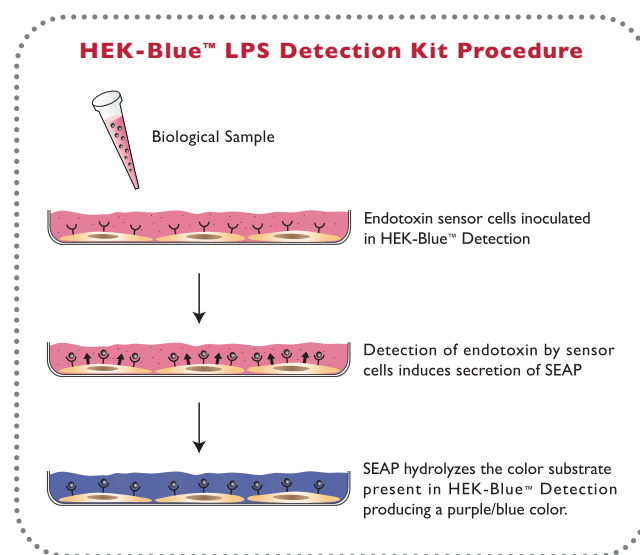 HEK-Blue™ LPS Detection Kit Procedure
Biological Sample
Endotoxin sensor cells inoculated
in HEK-Blue™ Detection
Detection of endotoxin by sensor
cells induces secretion of SEAP
SEAP hydrolyzes the color substrate
present in HEK-Blue™ Detection
producing a purple/blue color.